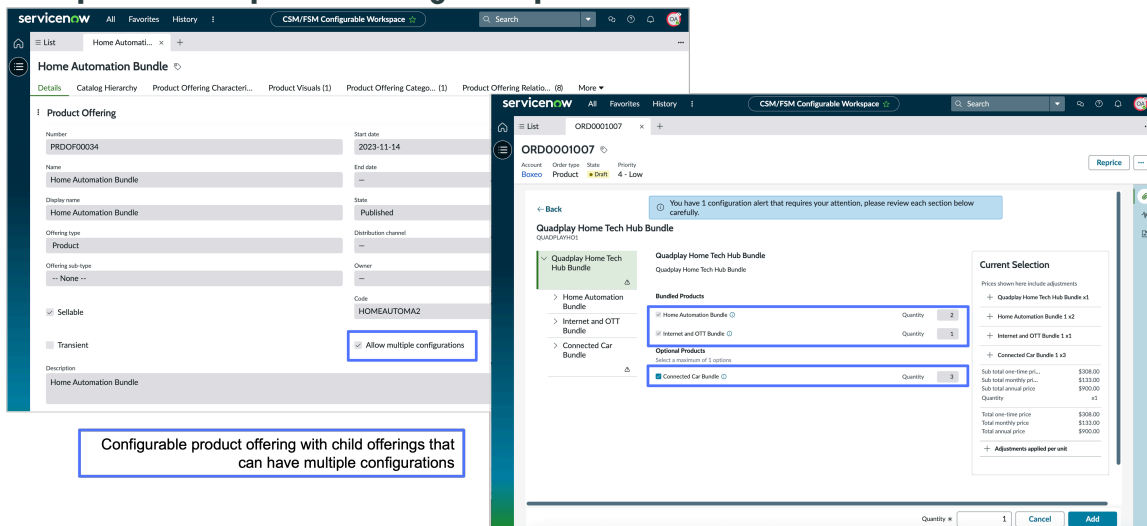 servicenow All Favorites History CSM/FSM Configurable Workspace Search
List Home Automati... × +
Home Automation Bundle
Details Catalog Hierarchy Product Offering Characteri... Product Visuals (1) Product Offering Catego... (1) Product Offering Relatio... (8) More
Product Offering
Number
PRDOF00034
Start date
2023-11-14
Name
Home Automation Bundle
End date
—
Display name
Home Automation Bundle
State
Published
Offering type
Product
Distribution channel
—
Offering sub-type
-- None --
Owner
—
Sellable
Code
HOMEAUTOMA2
Transient
Allow multiple configurations
Description
Home Automation Bundle
Configurable product offering with child offerings that
can have multiple configurations
servicenow All Favorites History CSM/FSM Configurable Workspace Search
List ORD0001007 × +
ORD0001007
Account Order type State Priority
Boxeo Product Draft 4 - Low
Reprice
Back
You have 1 configuration alert that requires your attention, please review each section below
carefully.
Quadplay Home Tech Hub Bundle
QUADPLAYHO1
Quadplay Home Tech
Hub Bundle
Home Automation
Bundle
Internet and OTT
Bundle
Connected Car
Bundle
Quadplay Home Tech Hub Bundle
Quadplay Home Tech Hub Bundle
Bundled Products
Home Automation Bundle Quantity 2
Internet and OTT Bundle Quantity 1
Optional Products
Select a maximum of 1 options
Connected Car Bundle Quantity 3
Current Selection
Prices shown here include adjustments
+ Quadplay Home Tech Hub Bundle x1
+ Home Automation Bundle 1 x2
+ Internet and OTT Bundle 1 x1
+ Connected Car Bundle 1 x3
Sub total one-time pri... $308.00
Sub total monthly pri... $133.00
Sub total annual price $900.00
Quantity x1
Total one-time price $308.00
Total monthly price $133.00
Total annual price $900.00
+ Adjustments applied per unit
Quantity * 1 Cancel Add